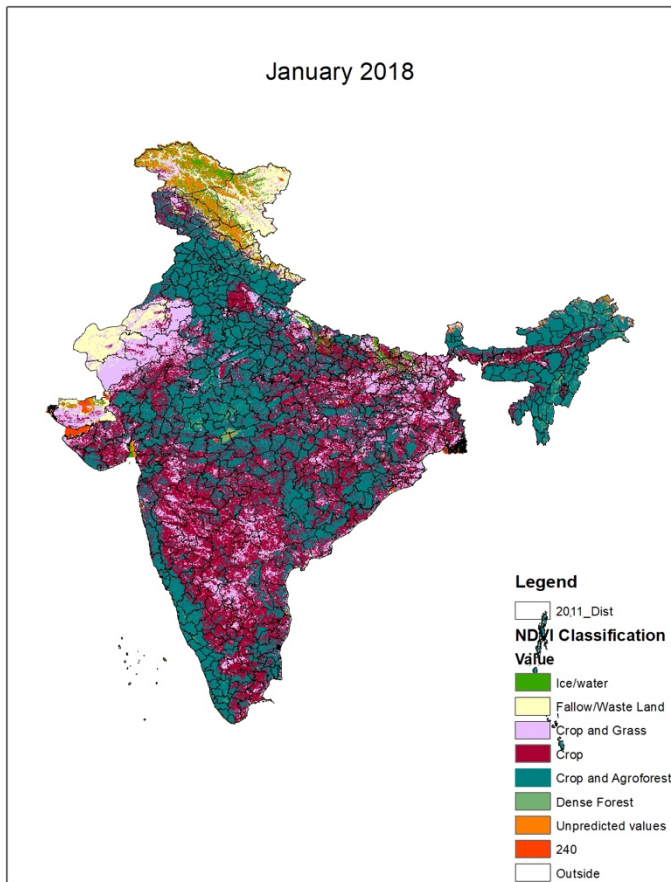 January 2018
Legend
2011_Dist
NDVI Classification
Value
Ice/water
Fallow/Waste Land
Crop and Grass
Crop
Crop and Agroforest
Dense Forest
Unpredicted values
240
Outside